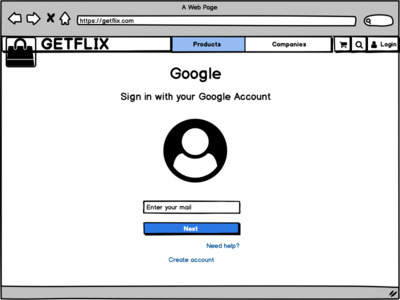 A Web Page
https://getflix.com
GETFLIX
Products
Companies
Login
Google
Sign in with your Google Account
Enter your mail
Next
Need help?
Create account